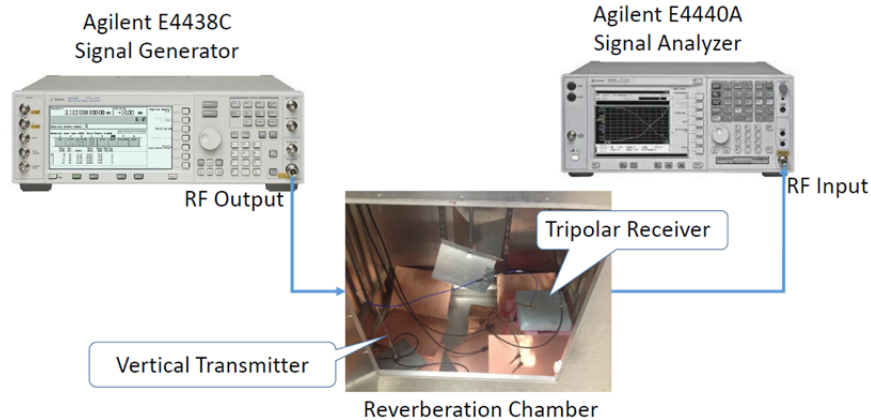 Agilent E4438C
Signal Generator
Agilent E4440A
Signal Analyzer
RF Output
RF Input
Tripolar Receiver
Vertical Transmitter
Reverberation Chamber